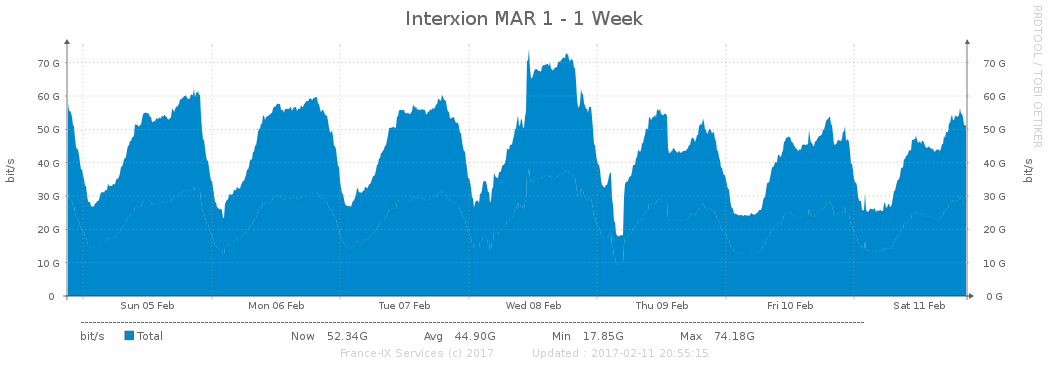 Interxion MAR 1 - 1 Week
RRDTOOL / TOBI OETIKER
bit/s
70 G
60 G
50 G
40 G
30 G
20 G
10 G
0
70 G
60 G
50 G
40 G
30 G
20 G
10 G
0 G
bit/s
Sun 05 Feb Mon 06 Feb Tue 07 Feb Wed 08 Feb Thu 09 Feb Fri 10 Feb Sat 11 Feb
bit/s Total Now 52.34G Avg 44.90G Min 17.85G Max 74.18G
France-IX Services (c) 2017 Updated : 2017-02-11 20:55:15